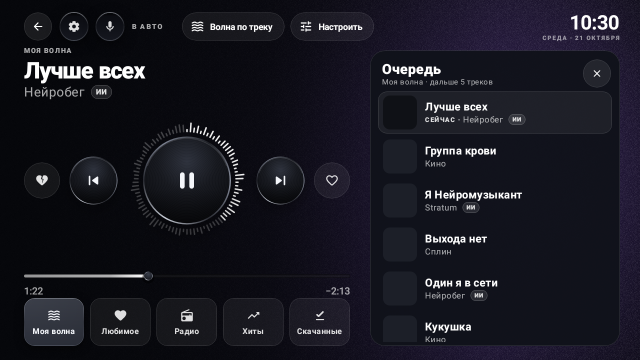 В АВТО
Волна по треку
Настроить
10:30
СРЕДА · 21 ОКТЯБРЯ
МОЯ ВОЛНА
Лучше всех
Нейробег ИИ
1:22
−2:13
Моя волна
Любимое
Радио
Хиты
Скачанные
Очередь
Моя волна · дальше 5 треков
Лучше всех
СЕЙЧАС · Нейробег ИИ
Группа крови
Кино
Я Нейромузыкант
Stratum ИИ
Выхода нет
Сплин
Один я в сети
Нейробег ИИ
Кукушка
Кино